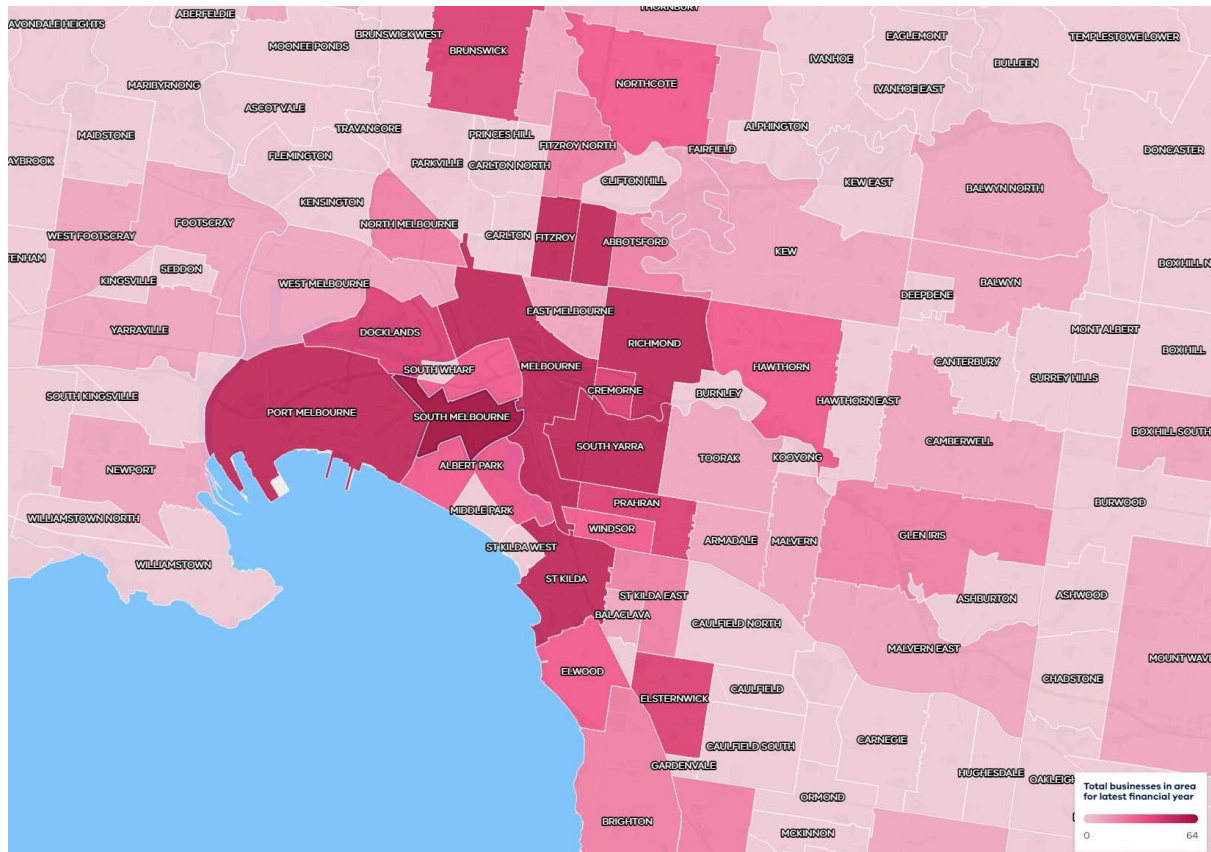 ABERFELDIE
THORNBURY
AVONDALE HEIGHTS
BRUNSWICK WEST
EAGLEMONT
TEMPLESTOWE LOWER
MOONEE PONDS
BRUNSWICK
IVANHOE
BULLEEN
MARIBYRNONG
NORTHCOTE
IVANHOE EAST
ASCOT VALE
MAIDSTONE
TRAVANCORE
PRINCES HILL
ALPHINGTON
FITZROY NORTH
FAIRFIELD
DONCASTER
AYBROOK
FLEMINGTON
PARKVILLE
CARLTON NORTH
CLIFTON HILL
KEW EAST
BALWYN NORTH
KENSINGTON
FOOTSCRAY
NORTH MELBOURNE
WEST FOOTSCRAY
CARLTON
FITZROY
ABBOTSFORD
KEW
TENHAM
SEDDON
BOX HILL N
KINGSVILLE
WEST MELBOURNE
BALWYN
DEEPDENE
EAST MELBOURNE
YARRAVILLE
DOCKLANDS
MONT ALBERT
RICHMOND
BOX HILL
CANTERBURY
SOUTH WHARF
MELBOURNE
HAWTHORN
SURREY HILLS
CREMORNE
BURNLEY
SOUTH KINGSVILLE
HAWTHORN EAST
PORT MELBOURNE
SOUTH MELBOURNE
BOX HILL SOUTH
CAMBERWELL
SOUTH YARRA
TOORAK
KOOYONG
NEWPORT
ALBERT PARK
PRAHRAN
BURWOOD
MIDDLE PARK
WILLIAMSTOWN NORTH
WINDSOR
GLEN IRIS
ARMADALE
MALVERN
ST KILDA WEST
WILLIAMSTOWN
ST KILDA
ST KILDA EAST
ASHBURTON
ASHWOOD
BALACLAVA
CAULFIELD NORTH
MALVERN EAST
MOUNT WAVE
ELWOOD
CHADSTONE
CAULFIELD
ELSTERNWICK
CARNEGIE
CAULFIELD SOUTH
GARDENVALE
HUGHESDALE
OAKLEIGH
Total businesses in area
for latest financial year
ORMOND
0
64
BRIGHTON
MCKINNON